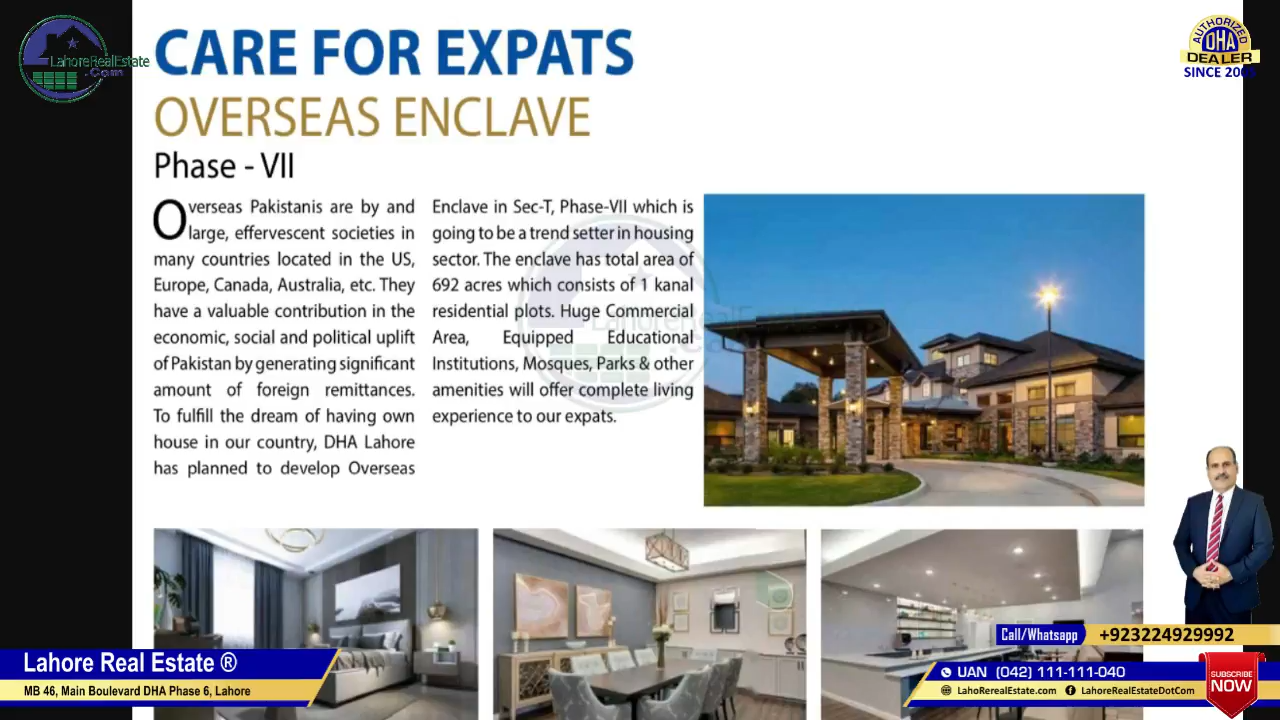 LahoreRealEstate
.Com
CARE FOR EXPATS
OVERSEAS ENCLAVE
Phase - VII
AUTHORIZED
DHA
DEALER
SINCE 200
Overseas Pakistanis are by and
large, effervescent societies in
many countries located in the US,
Europe, Canada, Australia, etc. They
have a valuable contribution in the
economic, social and political uplift
of Pakistan by generating significant
amount of foreign remittances.
To fulfill the dream of having own
house in our country, DHA Lahore
has planned to develop Overseas
Enclave in Sec-T, Phase-VII which is
going to be a trend setter in housing
sector. The enclave has total area of
692 acres which consists of 1 kanal
residential plots. Huge Commercial
Area, Equipped Educational
Institutions, Mosques, Parks & other
amenities will offer complete living
experience to our expats.
Call/Whatsapp +923224929992
Lahore Real Estate ®
MB 46, Main Boulevard DHA Phase 6, Lahore
UAN (042) 111-111-040
LahoRerealEstate.com LahoreRealEstateDotCom
SUBSCRIBE
NOW